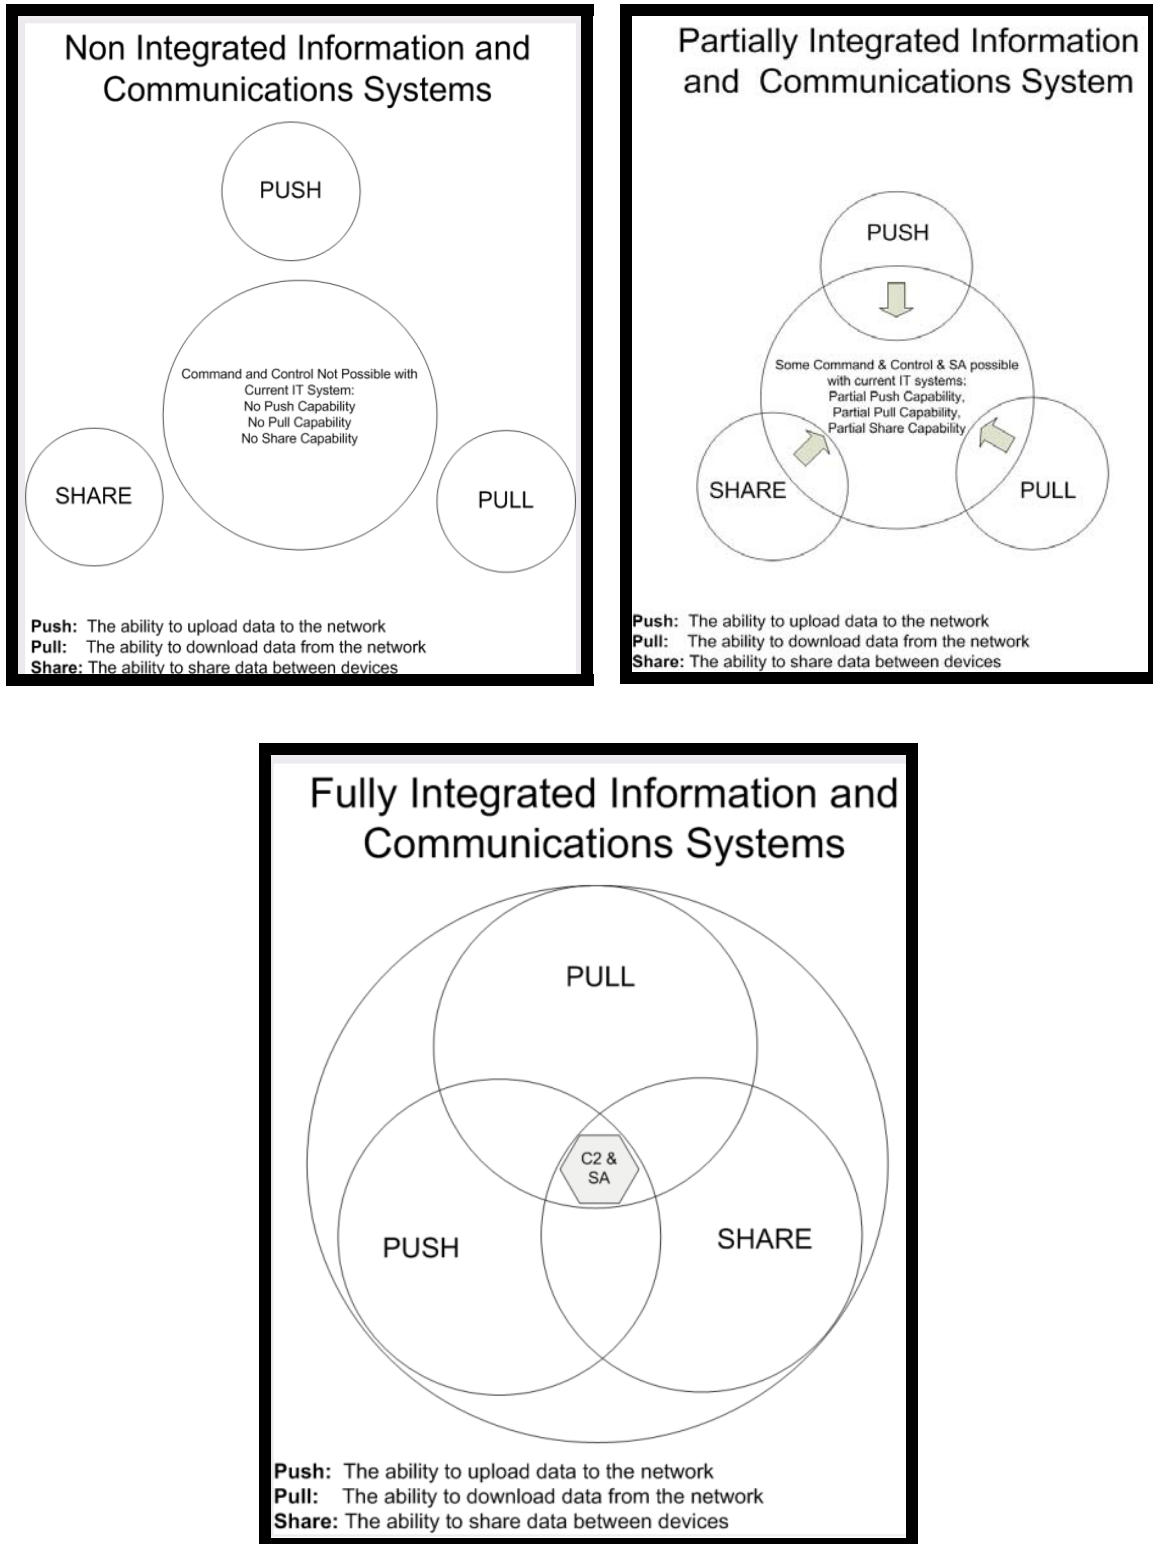 Non Integrated Information and
Communications Systems
PUSH
Command and Control Not Possible with
Current IT System:
No Push Capability
No Pull Capability
No Share Capability
SHARE
PULL
Push: The ability to upload data to the network
Pull: The ability to download data from the network
Share: The ability to share data between devices
Partially Integrated Information
and Communications System
PUSH
Some Command & Control & SA possible
with current IT systems:
Partial Push Capability,
Partial Pull Capability,
Partial Share Capability
SHARE
PULL
Push: The ability to upload data to the network
Pull: The ability to download data from the network
Share: The ability to share data between devices
Fully Integrated Information and
Communications Systems
PULL
C2 &
SA
PUSH
SHARE
Push: The ability to upload data to the network
Pull: The ability to download data from the network
Share: The ability to share data between devices